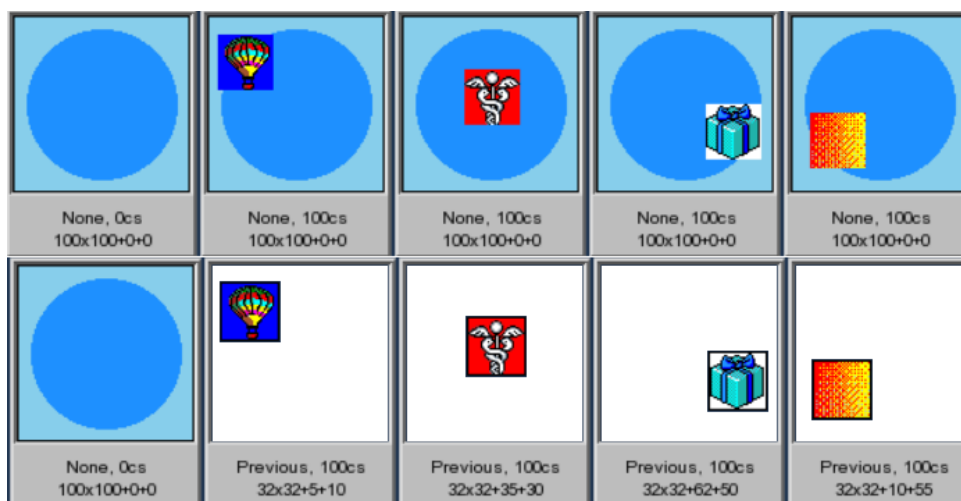 None, 0cs
100x100+0+0
None, 100cs
100x100+0+0
None, 100cs
100x100+0+0
None, 100cs
100x100+0+0
None, 100cs
100x100+0+0
None, 0cs
100x100+0+0
Previous, 100cs
32x32+5+10
Previous, 100cs
32x32+35+30
Previous, 100cs
32x32+62+50
Previous, 100cs
32x32+10+55